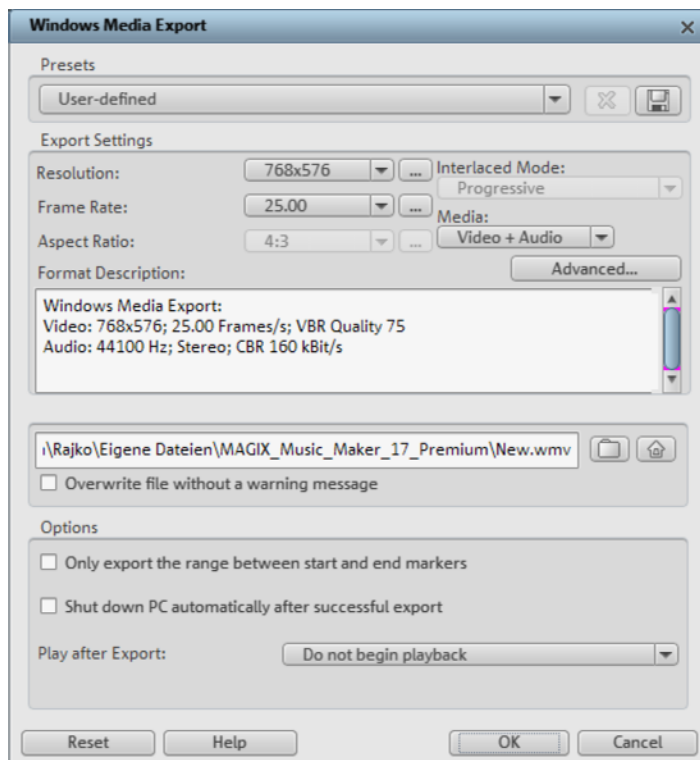 Windows Media Export
Presets
User-defined
Export Settings
Resolution:
768x576
...
Interlaced Mode:
Progressive
Frame Rate:
25.00
...
Media:
Video + Audio
Aspect Ratio:
4:3
...
Format Description:
Advanced...
Windows Media Export:
Video: 768x576; 25.00 Frames/s; VBR Quality 75
Audio: 44100 Hz; Stereo; CBR 160 kBit/s
\Rajko\Eigene Dateien\MAGIX_Music_Maker_17_Premium\New.wmv
Overwrite file without a warning message
Options
Only export the range between start and end markers
Shut down PC automatically after successful export
Play after Export:
Do not begin playback
Reset
Help
OK
Cancel